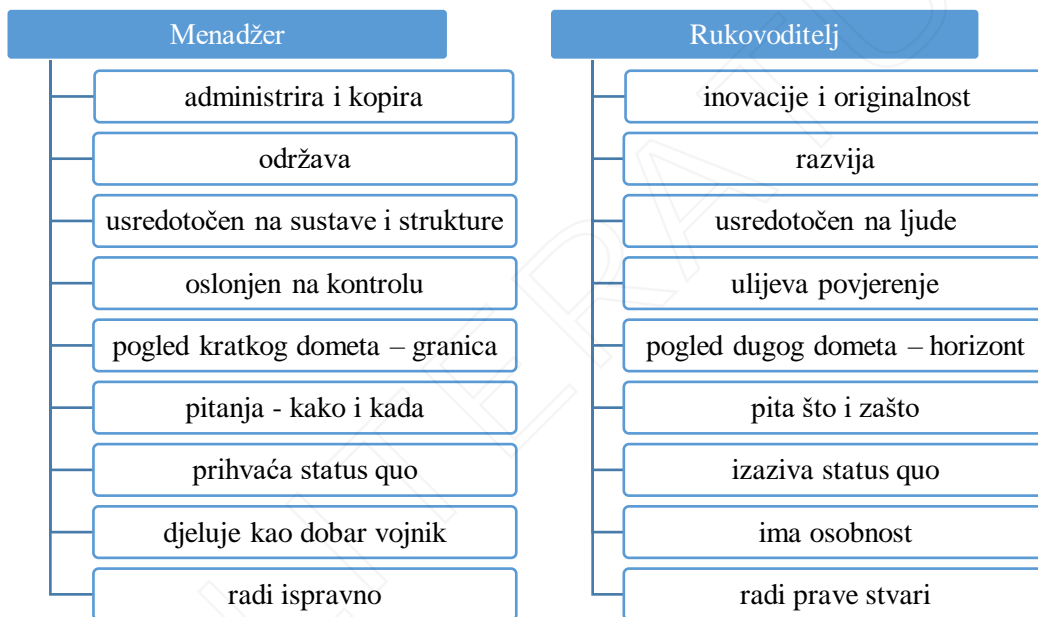 Menadžer
administrira i kopira
održava
usredotočen na sustave i strukture
oslonjen na kontrolu
pogled kratkog dometa – granica
pitanja - kako i kada
prihvaća status quo
djeluje kao dobar vojnik
radi ispravno
Rukovoditelj
inovacije i originalnost
razvija
usredotočen na ljude
ulijeva povjerenje
pogled dugog dometa – horizont
pita što i zašto
izaziva status quo
ima osobnost
radi prave stvari